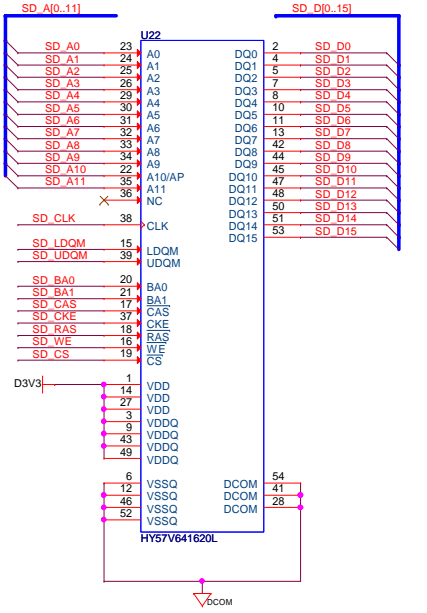 SD_A[0..11] SD_D[0..15]
U22
SD_A0 23 A0 DQ0 2 SD_D0
SD_A1 24 A1 DQ1 4 SD_D1
SD_A2 25 A2 DQ2 5 SD_D2
SD_A3 26 A3 DQ3 7 SD_D3
SD_A4 29 A4 DQ4 8 SD_D4
SD_A5 30 A5 DQ5 10 SD_D5
SD_A6 31 A6 DQ6 11 SD_D6
SD_A7 32 A7 DQ7 13 SD_D7
SD_A8 33 A8 DQ8 42 SD_D8
SD_A9 34 A9 DQ9 44 SD_D9
SD_A10 22 A10/AP DQ10 45 SD_D10
SD_A11 35 A11 DQ11 47 SD_D11
36 NC DQ12 48 SD_D12
DQ13 50 SD_D13
SD_CLK 38 CLK DQ14 51 SD_D14
DQ15 53 SD_D15
SD_LDQM 15 LDQM
SD_UDQM 39 UDQM
SD_BA0 20 BA0
SD_BA1 21 BA1
SD_CAS 17 CAS
SD_CKE 37 CKE
SD_RAS 18 RAS
SD_WE 16 WE
SD_CS 19 CS
D3V3 1 VDD
14 VDD
27 VDD
3 VDDQ
9 VDDQ
43 VDDQ
49 VDDQ
6 VSSQ DCOM 54
12 VSSQ DCOM 41
46 VSSQ DCOM 28
52 VSSQ
HY57V641620L
DCOM